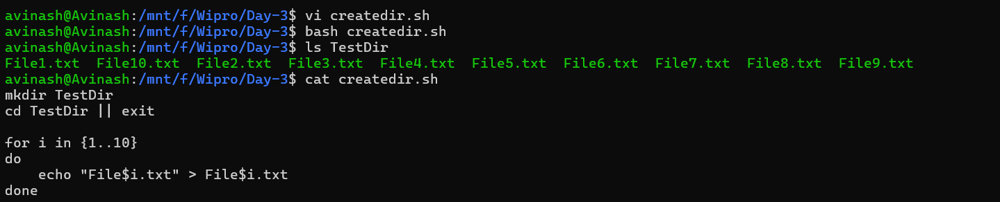 avinash@Avinash:/mnt/f/Wipro/Day-3$ vi createdir.sh
avinash@Avinash:/mnt/f/Wipro/Day-3$ bash createdir.sh
avinash@Avinash:/mnt/f/Wipro/Day-3$ ls TestDir
File1.txt  File10.txt  File2.txt  File3.txt  File4.txt  File5.txt  File6.txt  File7.txt  File8.txt  File9.txt
avinash@Avinash:/mnt/f/Wipro/Day-3$ cat createdir.sh
mkdir TestDir
cd TestDir || exit

for i in {1..10}
do
    echo "File$i.txt" > File$i.txt
done